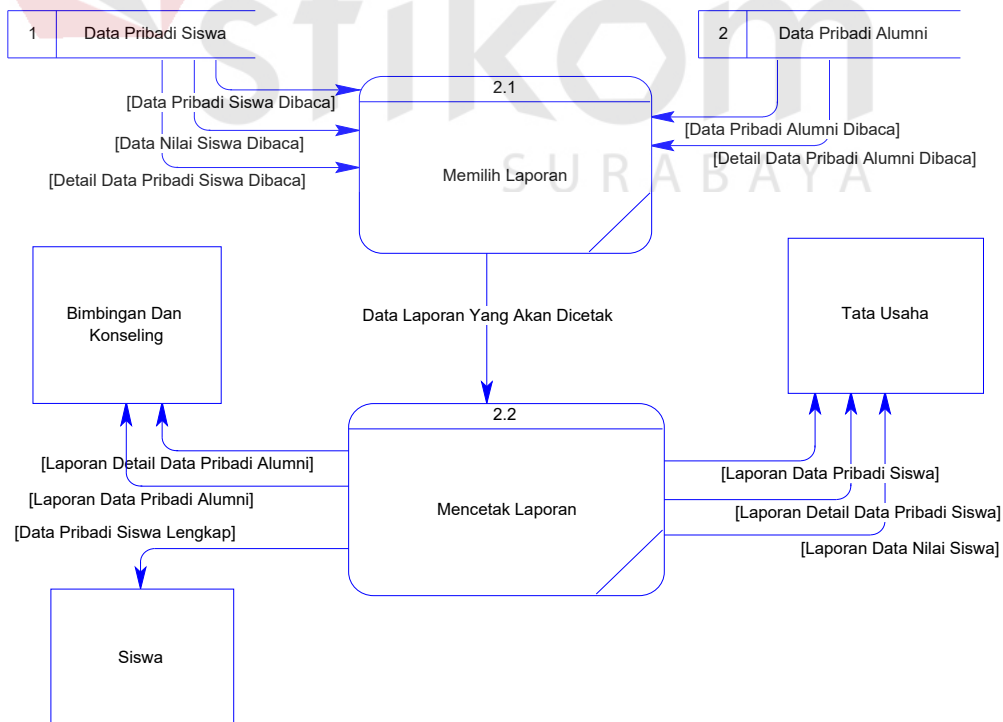 stikom
SURABAYA
1 Data Pribadi Siswa
2 Data Pribadi Alumni
2.1
Memilih Laporan
[Data Pribadi Siswa Dibaca]
[Data Nilai Siswa Dibaca]
[Detail Data Pribadi Siswa Dibaca]
[Data Pribadi Alumni Dibaca]
[Detail Data Pribadi Alumni Dibaca]
Bimbingan Dan
Konseling
Data Laporan Yang Akan Dicetak
Tata Usaha
2.2
Mencetak Laporan
[Laporan Detail Data Pribadi Alumni]
[Laporan Data Pribadi Alumni]
[Data Pribadi Siswa Lengkap]
[Laporan Data Pribadi Siswa]
[Laporan Detail Data Pribadi Siswa]
[Laporan Data Nilai Siswa]
Siswa